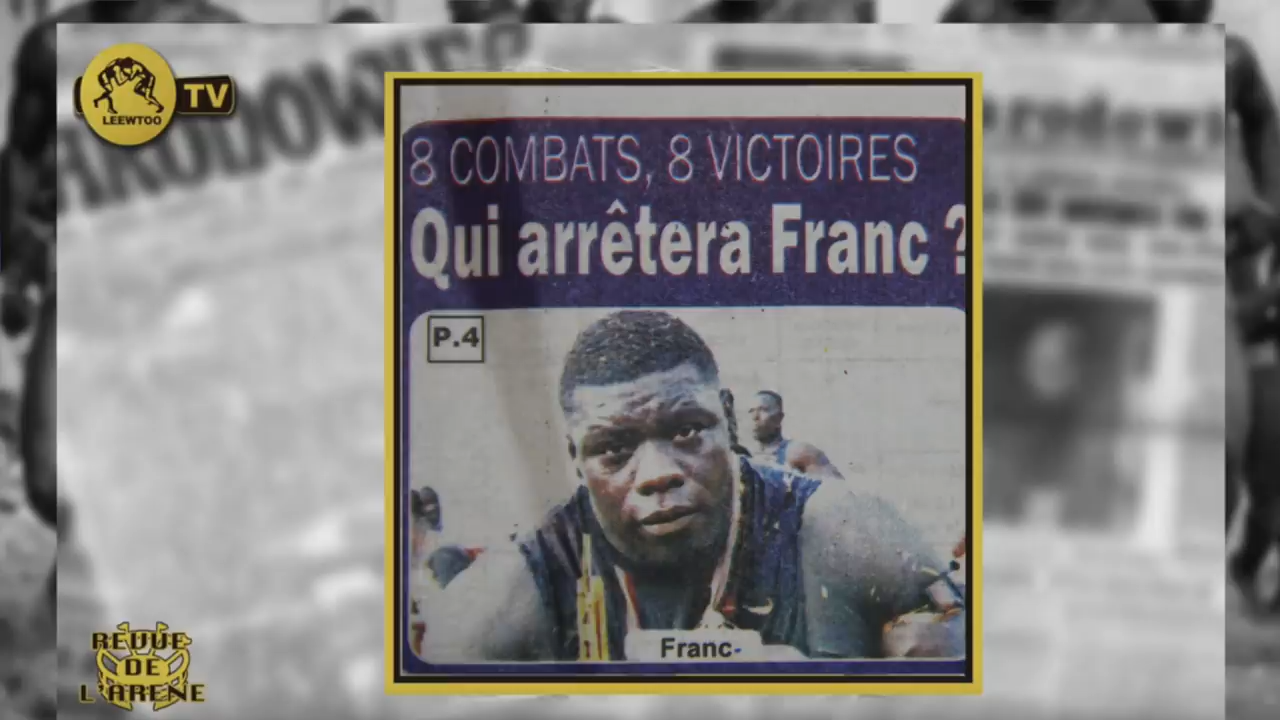 LEEWTOO
TV
8 COMBATS, 8 VICTOIRES
Qui arrêtera Franc ?
P.4
Franc-
REVUE
DE
L'ARENE